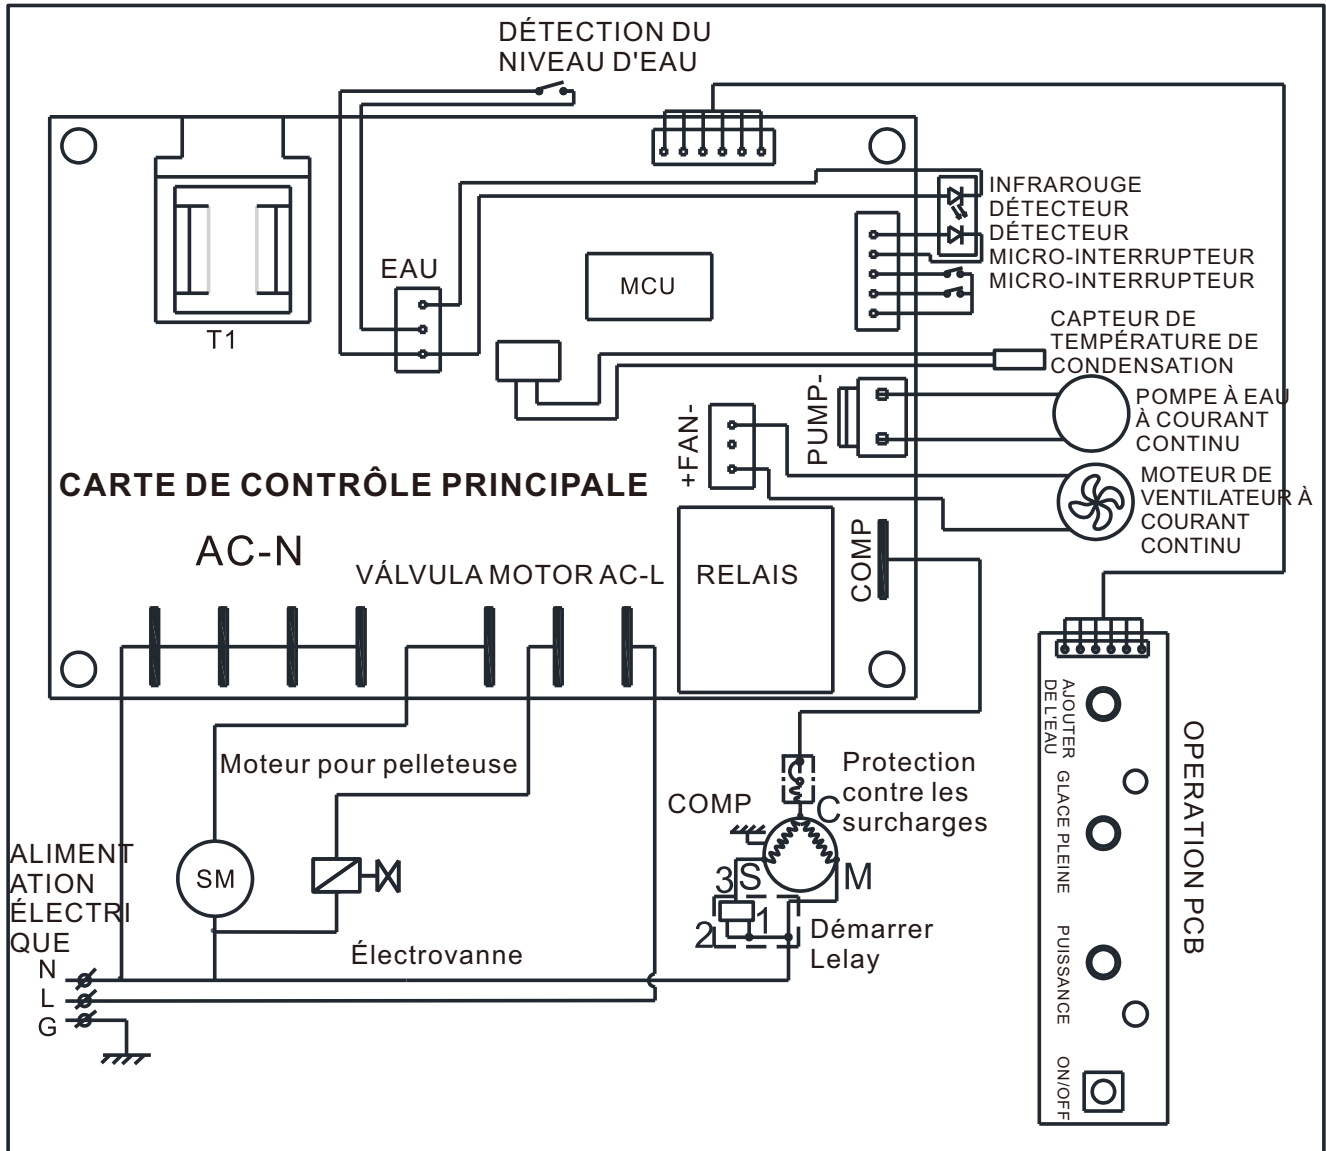 DÉTECTION DU
NIVEAU D'EAU
INFRAROUGE
DÉTECTEUR
DÉTECTEUR
MICRO-INTERRUPTEUR
MICRO-INTERRUPTEUR
EAU
MCU
T1
CAPTEUR DE
TEMPÉRATURE DE
CONDENSATION
+FAN-
PUMP-
POMPE À EAU
À COURANT
CONTINU
CARTE DE CONTRÔLE PRINCIPALE
MOTEUR DE
VENTILATEUR À
COURANT
CONTINU
AC-N
VÁLVULA MOTOR AC-L
RELAIS
COMP
Moteur pour pelleteuse
COMP
C
Protection
contre les
surcharges
ALIMENT
ATION
ÉLECTRI
QUE
SM
3 S
M
2
1
Démarrer
Lelay
Électrovanne
N
L
G
AJOUTER
DE L'EAU
GLACE PLEINE
PUISSANCE
ON/OFF
OPERATION PCB